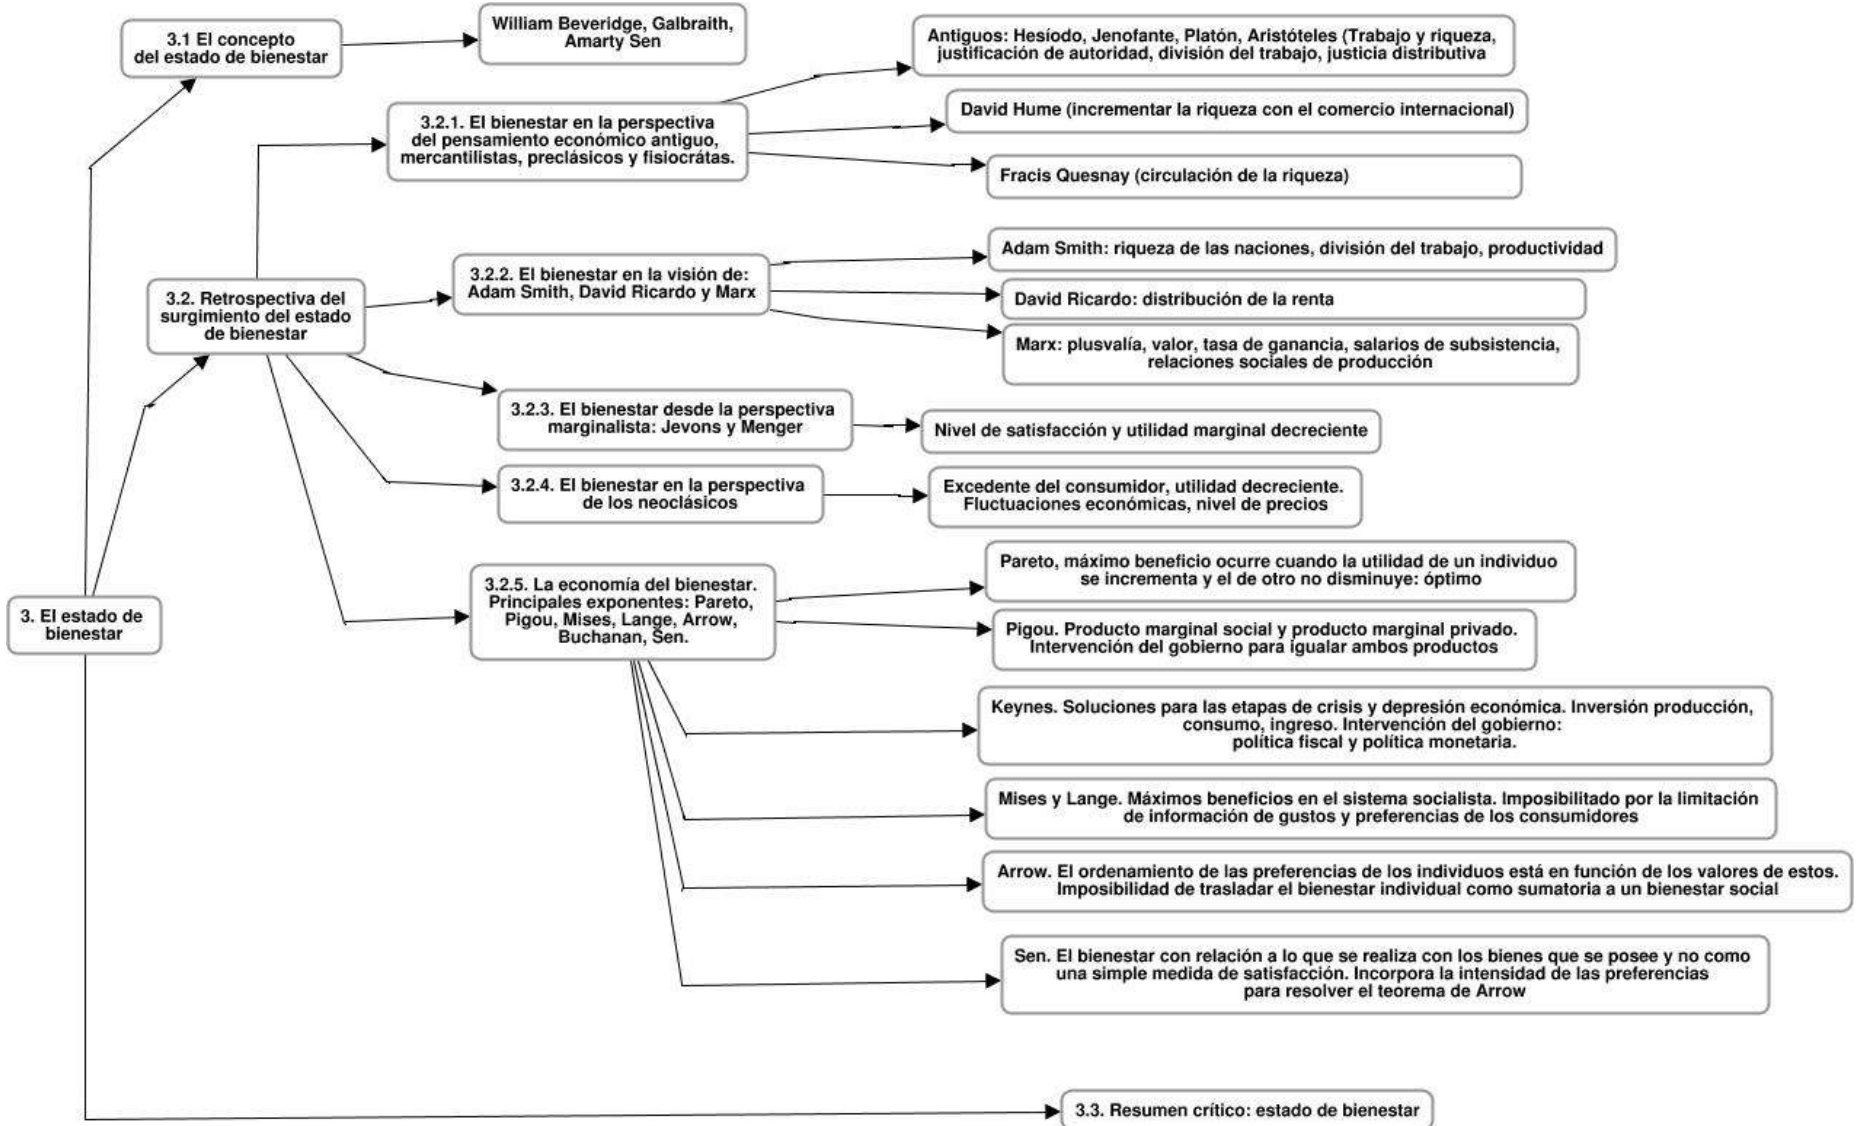 3.1 El concepto
del estado de bienestar
William Beveridge, Galbraith,
Amarty Sen
Antiguos: Hesíodo, Jenofante, Platón, Aristóteles (Trabajo y riqueza,
justificación de autoridad, división del trabajo, justicia distributiva
3.2.1. El bienestar en la perspectiva
del pensamiento económico antiguo,
mercantilistas, preclásicos y fisiocrátas.
David Hume (incrementar la riqueza con el comercio internacional)
Fracis Quesnay (circulación de la riqueza)
3.2. Retrospectiva del
surgimiento del estado
de bienestar
3.2.2. El bienestar en la visión de:
Adam Smith, David Ricardo y Marx
Adam Smith: riqueza de las naciones, división del trabajo, productividad
David Ricardo: distribución de la renta
Marx: plusvalía, valor, tasa de ganancia, salarios de subsistencia,
relaciones sociales de producción
3.2.3. El bienestar desde la perspectiva
marginalista: Jevons y Menger
Nivel de satisfacción y utilidad marginal decreciente
3.2.4. El bienestar en la perspectiva
de los neoclásicos
Excedente del consumidor, utilidad decreciente.
Fluctuaciones económicas, nivel de precios
3. El estado de
bienestar
3.2.5. La economía del bienestar.
Principales exponentes: Pareto,
Pigou, Mises, Lange, Arrow,
Buchanan, Sen.
Pareto, máximo beneficio ocurre cuando la utilidad de un individuo
se incrementa y el de otro no disminuye: óptimo
Pigou. Producto marginal social y producto marginal privado.
Intervención del gobierno para igualar ambos productos
Keynes. Soluciones para las etapas de crisis y depresión económica. Inversión producción,
consumo, ingreso. Intervención del gobierno:
política fiscal y política monetaria.
Mises y Lange. Máximos beneficios en el sistema socialista. Imposibilitado por la limitación
de información de gustos y preferencias de los consumidores
Arrow. El ordenamiento de las preferencias de los individuos está en función de los valores de estos.
Imposibilidad de trasladar el bienestar individual como sumatoria a un bienestar social
Sen. El bienestar con relación a lo que se realiza con los bienes que se posee y no como
una simple medida de satisfacción. Incorpora la intensidad de las preferencias
para resolver el teorema de Arrow
3.3. Resumen crítico: estado de bienestar